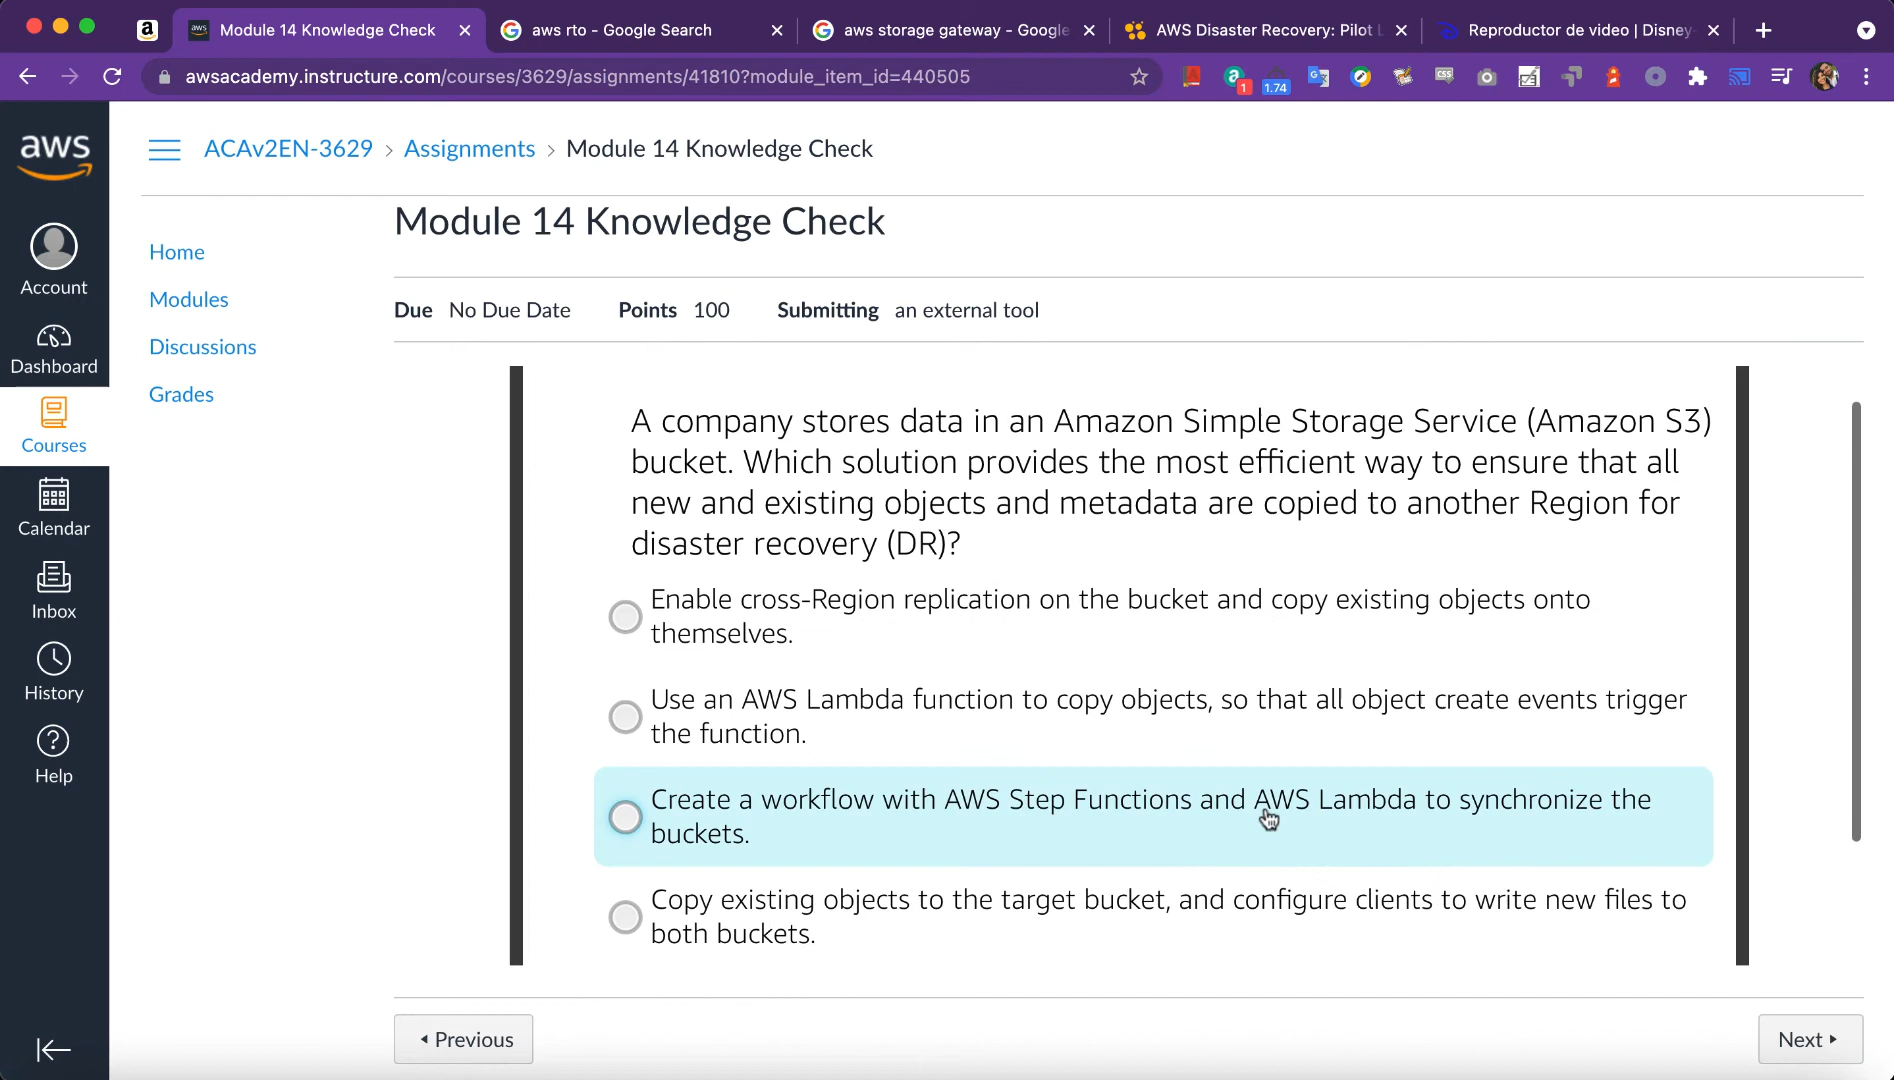 Module 14 Knowledge Check
aws rto - Google Search
aws storage gateway - Google
AWS Disaster Recovery: Pilot L
Reproductor de video | Disney
awsacademy.instructure.com/courses/3629/assignments/41810?module_item_id=440505
1
1.74
CSS
aws
ACAv2EN-3629 > Assignments > Module 14 Knowledge Check
Account
Dashboard
Courses
Calendar
Inbox
History
Help
Home
Modules
Discussions
Grades
Module 14 Knowledge Check
Due No Due Date Points 100 Submitting an external tool
A company stores data in an Amazon Simple Storage Service (Amazon S3)
bucket. Which solution provides the most efficient way to ensure that all
new and existing objects and metadata are copied to another Region for
disaster recovery (DR)?
Enable cross-Region replication on the bucket and copy existing objects onto
themselves.
Use an AWS Lambda function to copy objects, so that all object create events trigger
the function.
Create a workflow with AWS Step Functions and AWS Lambda to synchronize the
buckets.
Copy existing objects to the target bucket, and configure clients to write new files to
both buckets.
Previous
Next